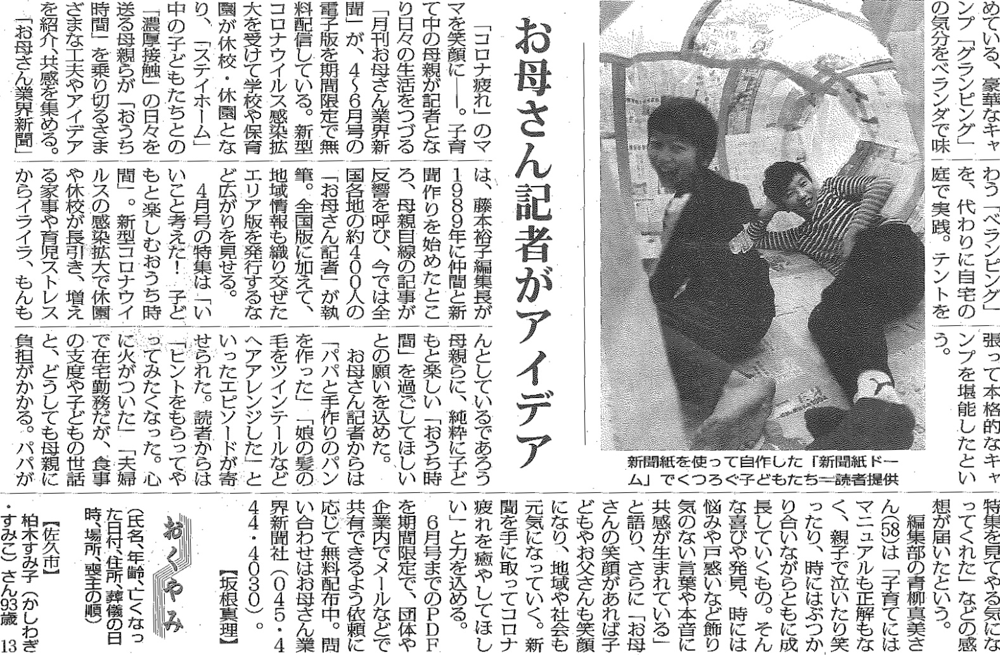 めている、豪華なキャ
ンプ「グランピング」
の気分をベランダで味
わう「ベランピング」
を、代わりに自宅の
庭で実践。テントを
張って本格的なキャ
ンプを堪能したとい
う。
新聞紙を使って自作した「新聞紙ドー
ム」でくつろぐ子どもたち＝読者提供
お母さん記者がアイデア
「コロナ疲れ」のマ
マを笑顔に――。子育
て中の母親が記者とな
り日々の生活をつづる
「月刊お母さん業界新
聞」が、4～6月号の
電子版を期間限定で無
料配信している。新型
コロナウイルス感染拡
大を受けて学校や保育
園が休校・休園とな
り、「ステイホーム」
中の子どもたちとの
「濃厚接触」の日々を
送る母親らが「おうち
時間」を乗り切るさま
ざまな工夫やアイデア
を紹介、共感を集める。
「お母さん業界新聞」
は、藤本裕子編集長が
1989年に仲間と新
聞作りを始めたとこ
ろ、母親目線の記事が
反響を呼び、今では全
国各地の約400人の
「お母さん記者」が執
筆。全国版に加えて、
地域情報も織り交ぜた
エリア版を発行するな
ど広がりを見せる。
4月号の特集は「い
いこと考えた！　子ど
もと楽しむおうち時
間」。新型コロナウイ
ルスの感染拡大で休園
や休校が長引き、増え
る家事や育児ストレス
からイライラ、もんも
んとしているであろう
母親らに、純粋に子ど
もと楽しい「おうち時
間」を過ごしてほしい
との願いを込めた。
お母さん記者からは
「パパと手作りのパン
を作った」「娘の髪の
毛をツインテールなど
ヘアアレンジした」と
いったエピソードが寄
せられた。読者からは
「ヒントをもらってや
ってみたくなった。心
に火がついた」「夫婦
で在宅勤務だが、食事
の支度や子どもの世話
と、どうしても母親に
負担がかかる。パパが
特集を見てやる気にな
ってくれた」などの感
想が届いたという。
編集部の青柳真美さ
ん(58)は「子育てには
マニュアルも正解もな
く、親子で泣いたり笑
ったり、時にはぶつか
り合いながらともに成
長していくもの。そん
な喜びや発見、時には
悩みや戸惑いなど飾り
気のない言葉や本音に
共感が生まれている」
と語り、さらに「お母
さんの笑顔があれば子
どもやお父さんも笑顔
になり、地域や社会も
元気になっていく。新
聞を手に取ってコロナ
疲れを癒やしてほし
い」と力を込める。
6月号までのPDF
を期間限定で、団体や
企業内でメールなどで
共有できるよう依頼に
応じて無料配布中。問
い合わせはお母さん業
界新聞社（045・4
44・4030）。
【坂根真理】
おくやみ
（氏名、年齢、亡くなっ
た日付、住所、葬儀の日
時、場所、喪主の順）
【佐久市】
柏木すみ子（かしわぎ
・すみこ）さん93歳　13